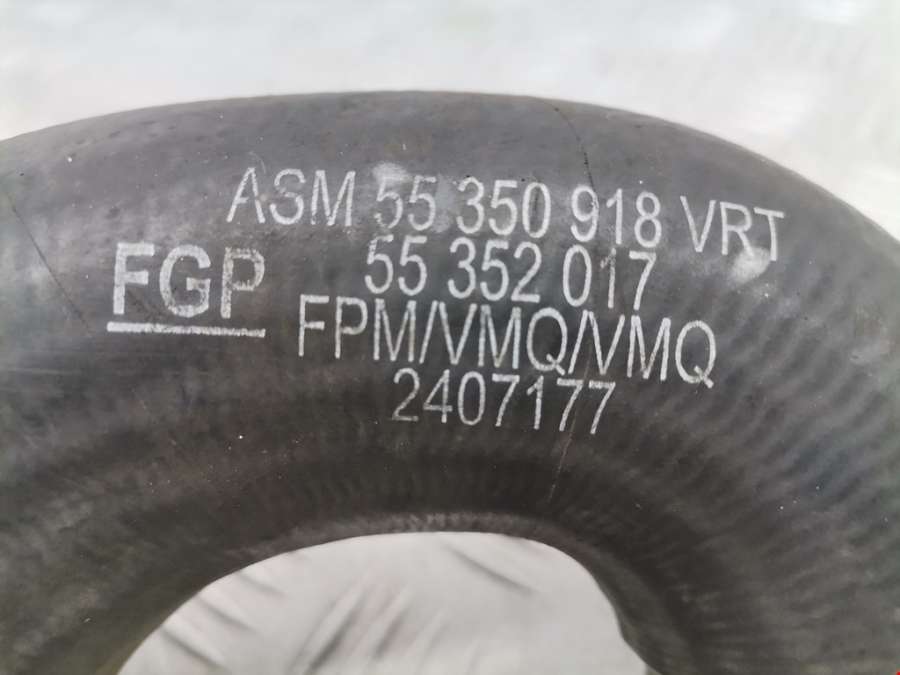 ASM 55 350 918 VRT
FGP
55 352 017
FPM/VMQ/VMQ
2407177